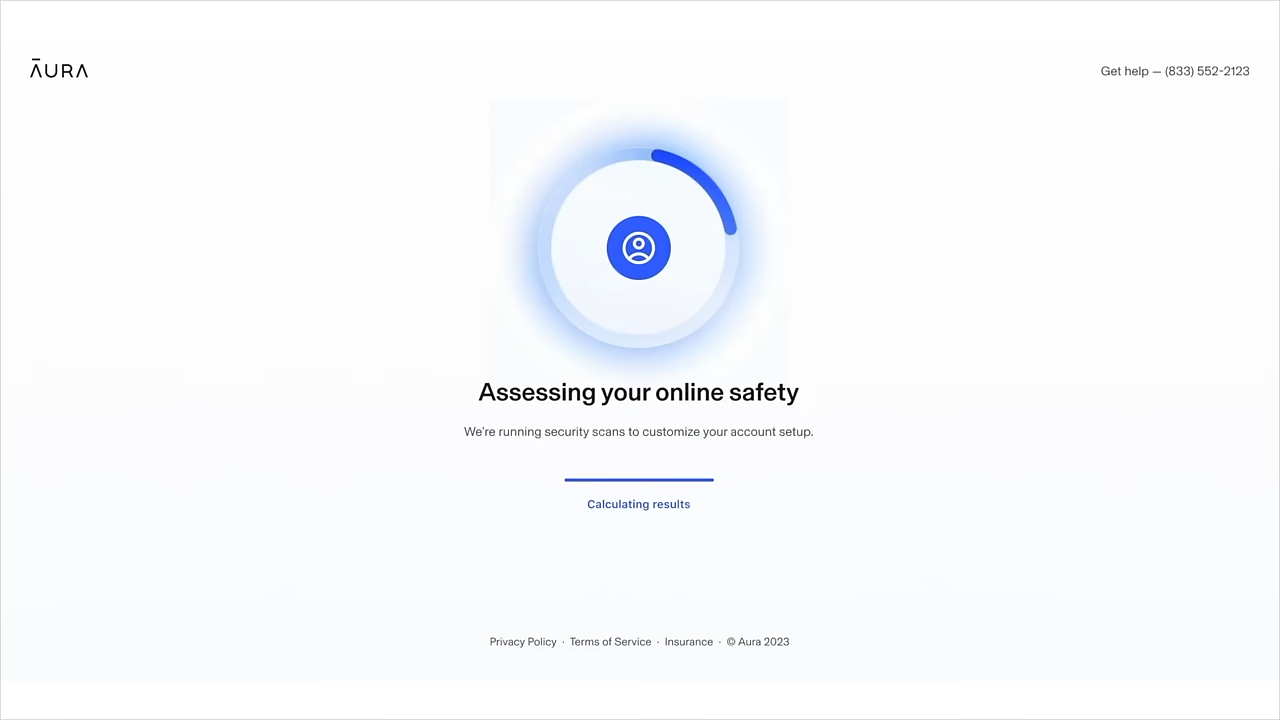 ĀURA
Get help — (833) 552-2123
Assessing your online safety
We're running security scans to customize your account setup.
Calculating results
Privacy Policy · Terms of Service · Insurance · © Aura 2023